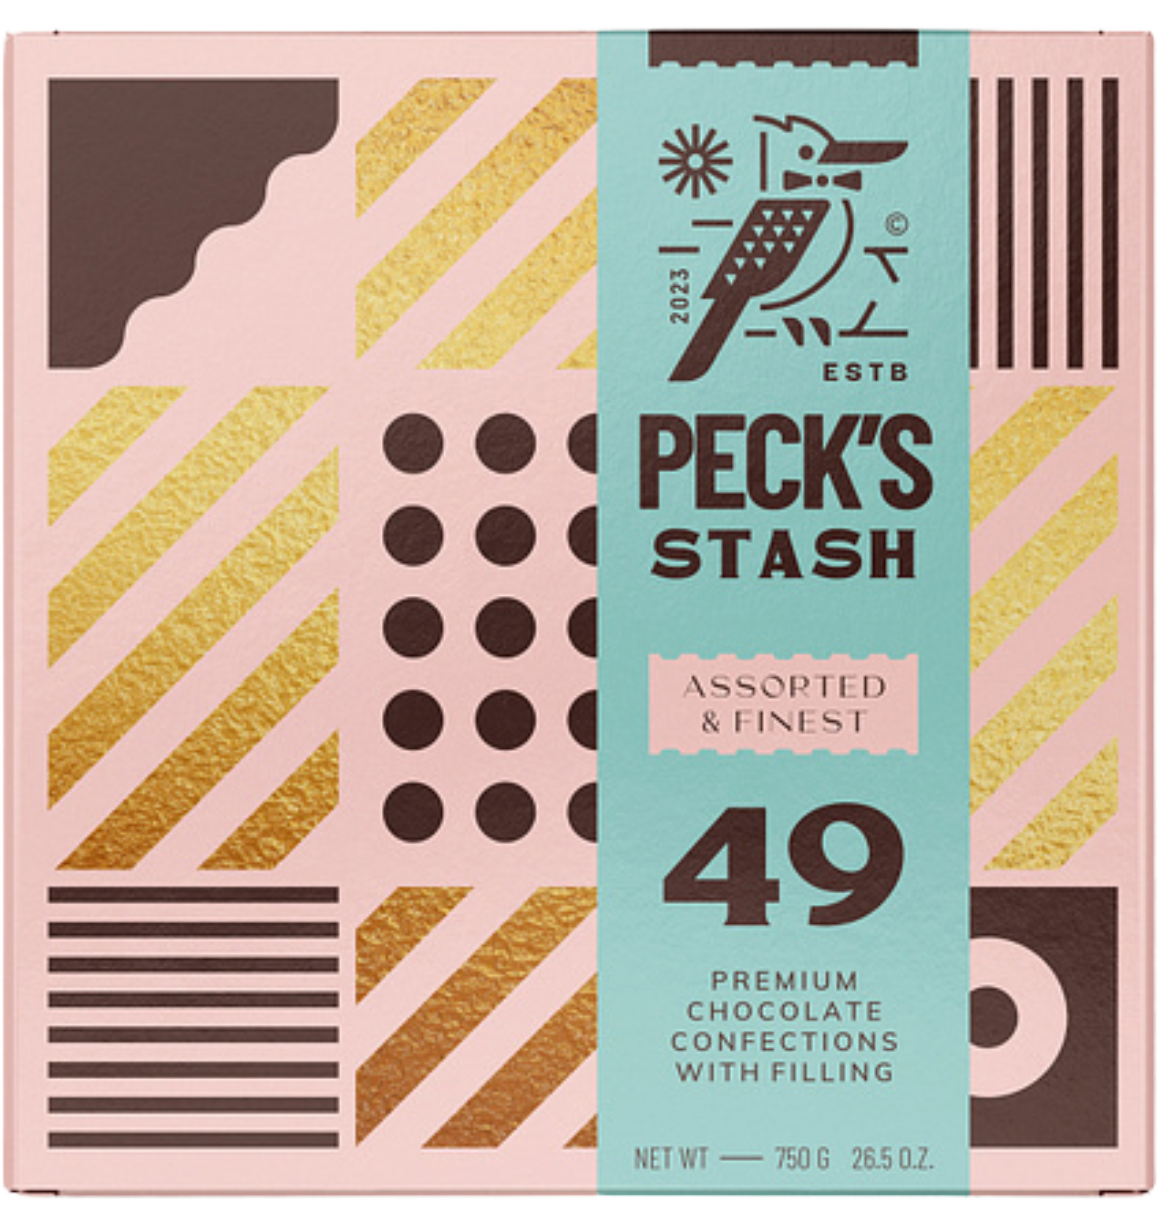 ©
2023
ESTB
PECK'S
STASH
ASSORTED
& FINEST
49
PREMIUM
CHOCOLATE
CONFECTIONS
WITH FILLING
NET WT — 750 G 26.5 O.Z.